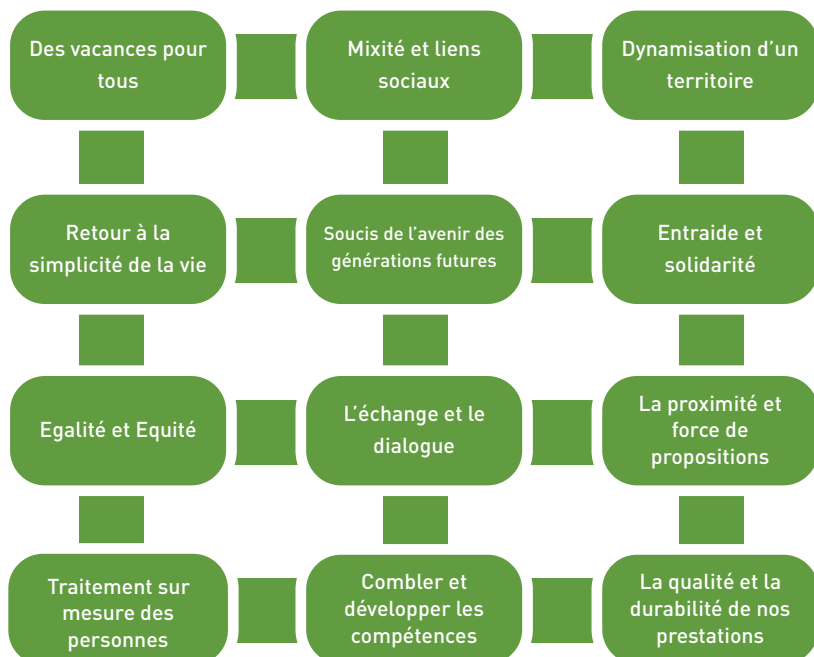 Des vacances pour
tous
Mixité et liens
sociaux
Dynamisation d'un
territoire
Retour à la
simplicité de la vie
Soucis de l'avenir des
générations futures
Entraide et
solidarité
Egalité et Equité
L'échange et le
dialogue
La proximité et
force de
propositions
Traitement sur
mesure des
personnes
Combler et
développer les
compétences
La qualité et la
durabilité de nos
prestations